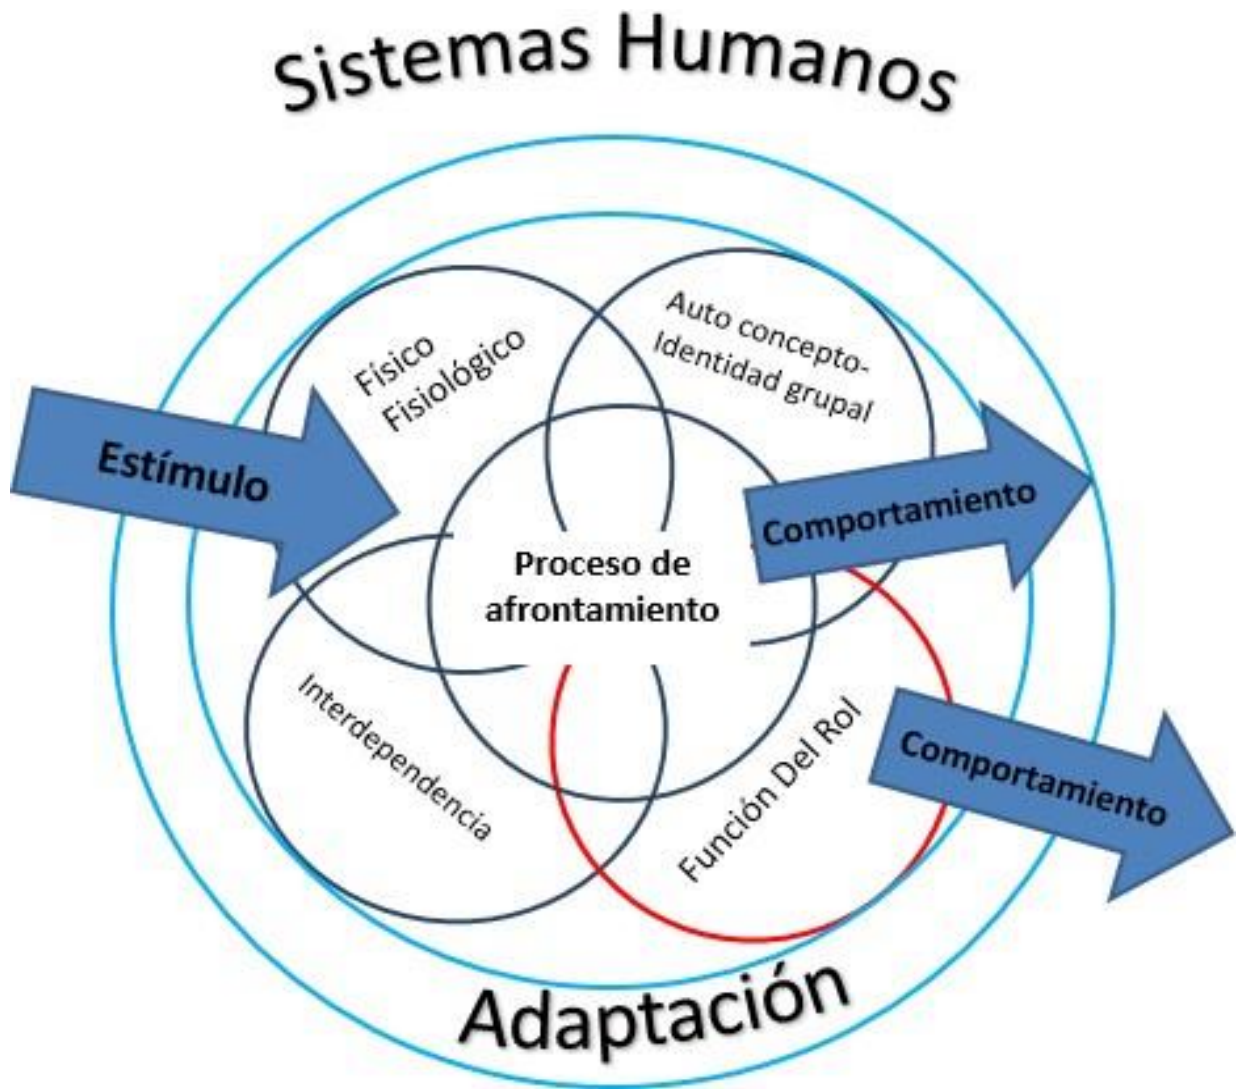 Sistemas Humanos
Físico
Fisiológico
Auto concepto-
Identidad grupal
Estímulo
Comportamiento
Proceso de
afrontamiento
Interdependencia
Función Del Rol
Comportamiento
Adaptación